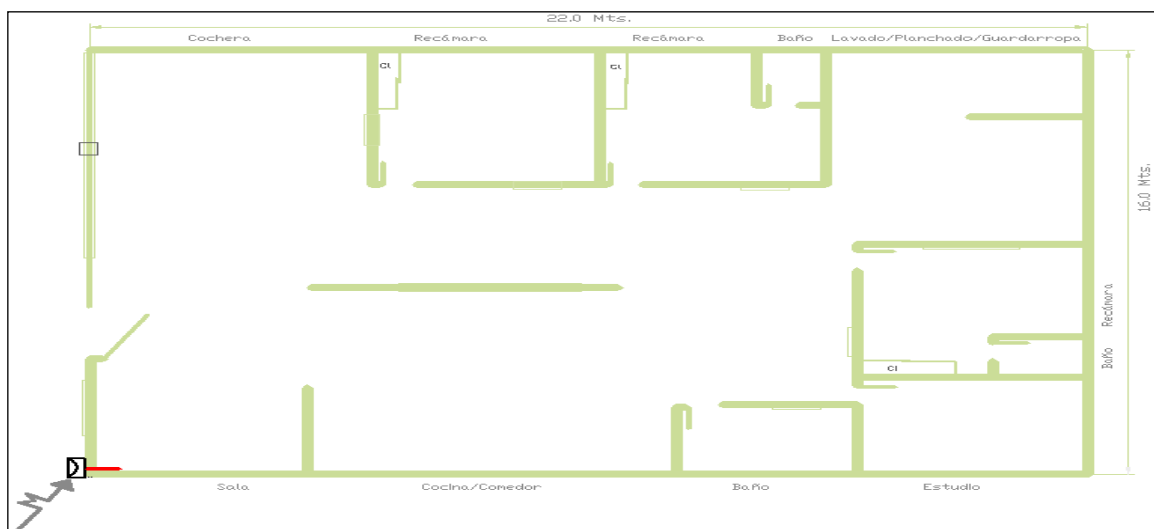 22.0 Mts.
Cochera
Recámara
Recámara
Baño
Lavado/Planchado/Guardarropa
Cl
Cl
16.0 Mts.
Recámara
Baño
Cl
Sala
Cocina/Comedor
Baño
Estudio